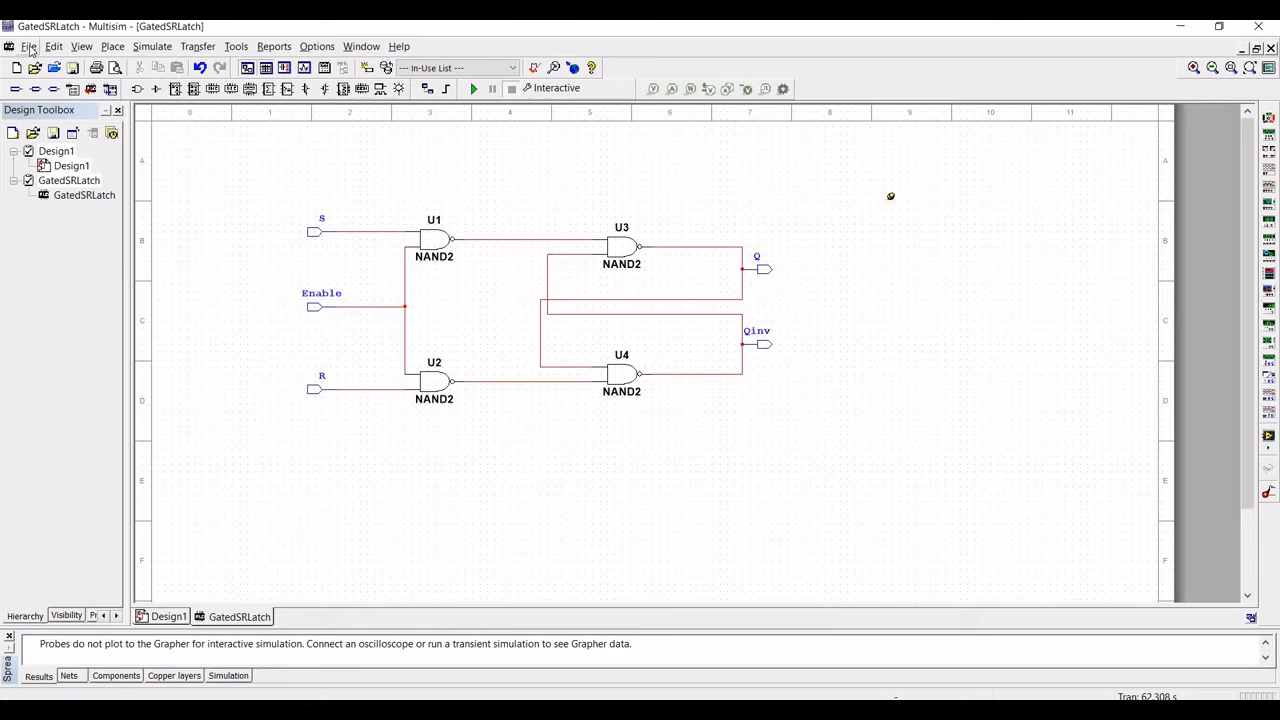 GatedSRLatch - Multisim - [GatedSRLatch]
File Edit View Place Simulate Transfer Tools Reports Options Window Help
--- In-Use List ---
Interactive
Design Toolbox
Design1
Design1
GatedSRLatch
GatedSRLatch
0 1 2 3 4 5 6 7 8 9 10 11
A A
B B
C C
D D
E E
F F
S
U1
NAND2
U3
NAND2
Q
Enable
Qinv
U2
NAND2
U4
NAND2
R
Hierarchy Visibility
Design1 GatedSRLatch
Probes do not plot to the Grapher for interactive simulation. Connect an oscilloscope or run a transient simulation to see Grapher data.
Sprea
Results Nets Components Copper layers Simulation
- Tran: 62.308 s